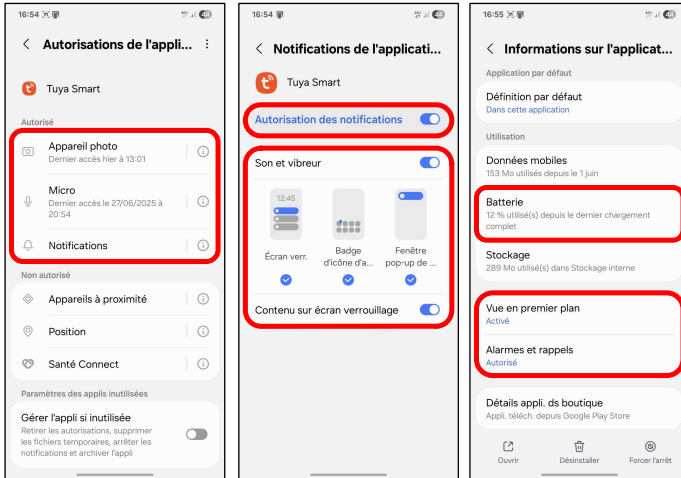 16:54
48
Autorisations de l'appli...
Tuya Smart
Autorisé
Appareil photo
Dernier accès hier à 13:01
Micro
Dernier accès le 27/06/2025 à
20:54
Notifications
Non autorisé
Appareils à proximité
Position
Santé Connect
Paramètres des applis inutilisées
Gérer l'appli si inutilisée
Retirer les autorisations, supprimer
les fichiers temporaires, arrêter les
notifications et archiver l'appli
16:54
48
Notifications de l'applicati...
Tuya Smart
Autorisation des notifications
Son et vibreur
12:45
Écran verr.
Badge
d'icône d'a...
Fenêtre
pop-up de ...
Contenu sur écran verrouillage
16:55
48
Informations sur l'applicat...
Application par défaut
Définition par défaut
Dans cette application
Utilisation
Données mobiles
153 Mo utilisés depuis le 1 juin
Batterie
12 % utilisé(s) depuis le dernier chargement
complet
Stockage
289 Mo utilisé(s) dans Stockage interne
Vue en premier plan
Activé
Alarmes et rappels
Autorisé
Détails appli. ds boutique
Appli. téléch. depuis Google Play Store
Ouvrir
Désinstaller
Forcer l'arrêt